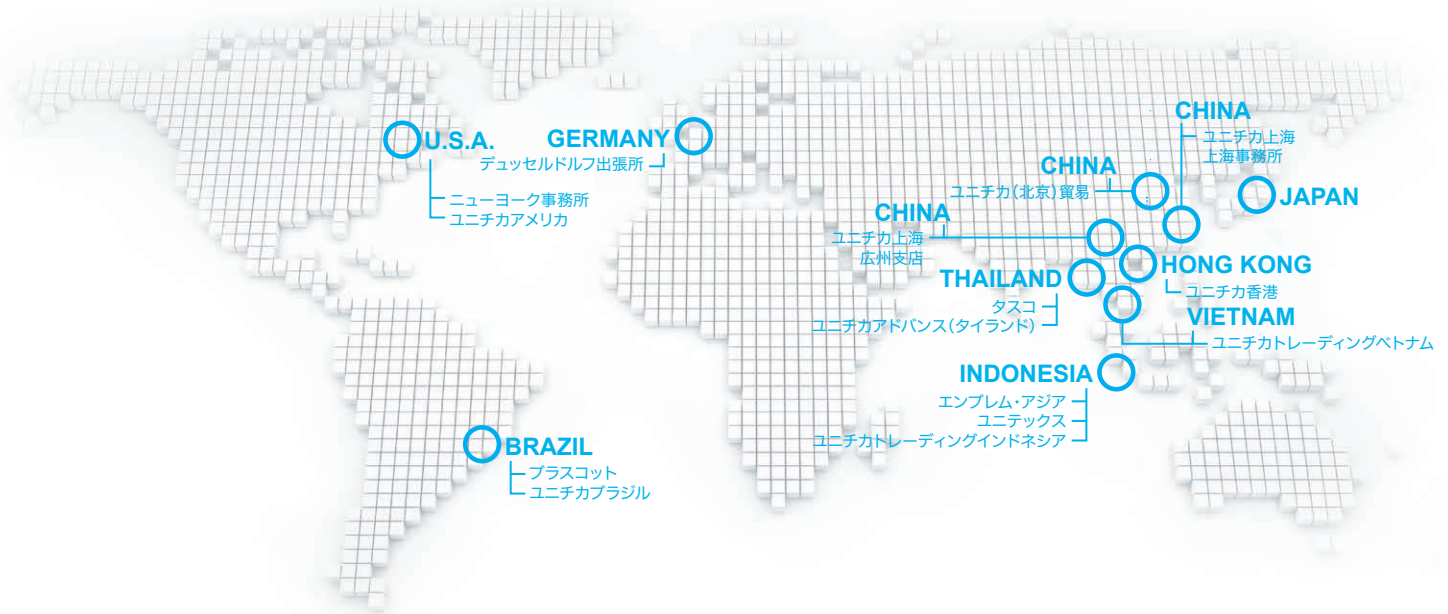 U.S.A.
ニューヨーク事務所
ユニチカアメリカ
GERMANY
デュッセルドルフ出張所
CHINA
ユニチカ上海
上海事務所
CHINA
ユニチカ（北京）貿易
JAPAN
CHINA
ユニチカ上海
広州支店
HONG KONG
ユニチカ香港
THAILAND
タスコ
ユニチカアドバンス（タイランド）
VIETNAM
ユニチカトレーディングベトナム
INDONESIA
エンブレム・アジア
ユニテックス
ユニチカトレーディングインドネシア
BRAZIL
ブラスコット
ユニチカブラジル